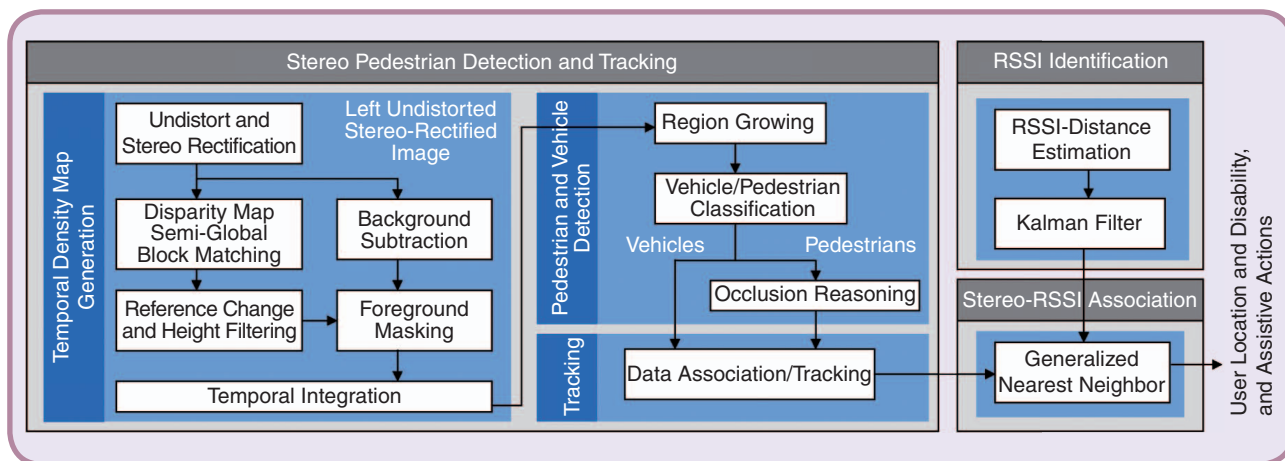 Stereo Pedestrian Detection and Tracking
Temporal Density Map
Generation
Undistort and
Stereo Rectification
Left Undistorted
Stereo-Rectified
Image
Disparity Map
Semi-Global
Block Matching
Background
Subtraction
Reference Change
and Height Filtering
Foreground
Masking
Temporal Integration
Pedestrian and Vehicle
Detection
Region Growing
Vehicle/Pedestrian
Classification
Vehicles
Pedestrians
Occlusion Reasoning
Tracking
Data Association/Tracking
RSSI Identification
RSSI-Distance
Estimation
Kalman Filter
Stereo-RSSI Association
Generalized
Nearest Neighbor
User Location and Disability,
and Assistive Actions